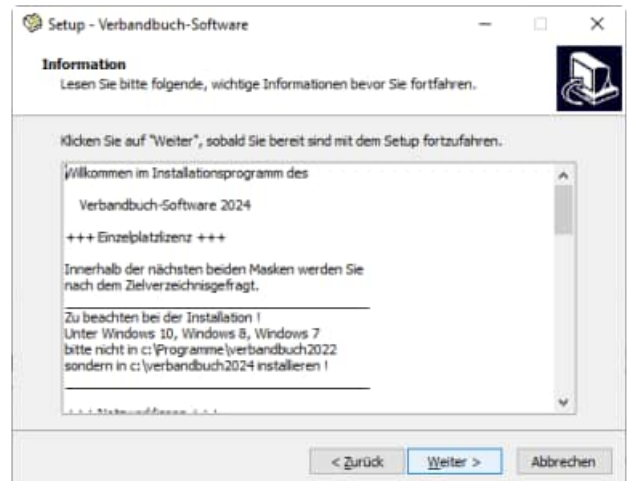 Setup - Verbandbuch-Software
Information
Lesen Sie bitte folgende, wichtige Informationen bevor Sie fortfahren.
Klicken Sie auf "Weiter", sobald Sie bereit sind mit dem Setup fortzufahren.
Willkommen im Installationsprogramm des
Verbandbuch-Software 2024
+++ Einzelplatzlizenz +++
Innerhalb der nächsten beiden Masken werden Sie
nach dem Zielverzeichnisgefragt.
Zu beachten bei der Installation !
Unter Windows 10, Windows 8, Windows 7
bitte nicht in c:\Programme\verbandbuch2022
sondern in c:\verbandbuch2024 installieren !
< Zurück Weiter > Abbrechen